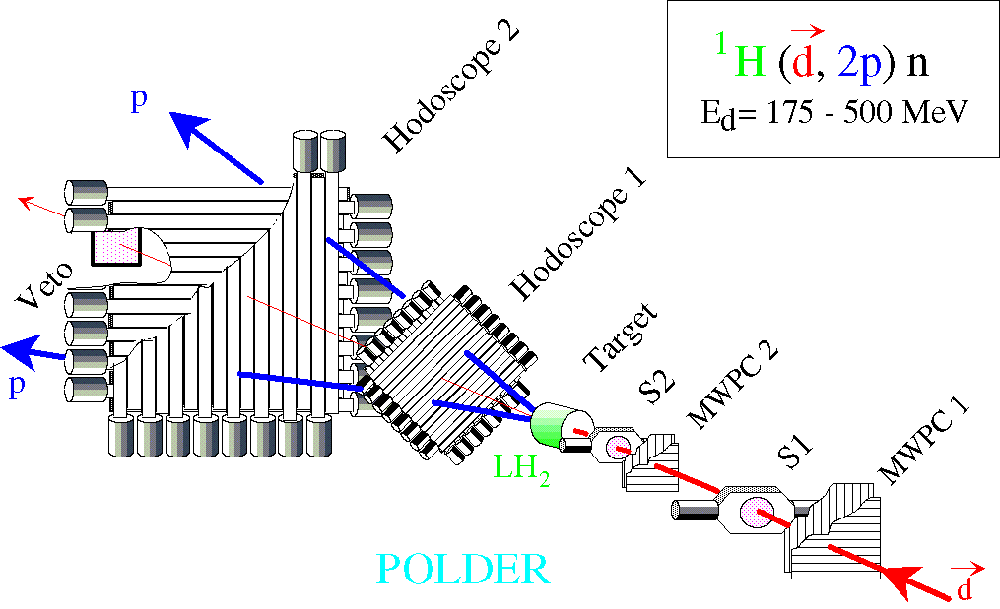 ¹H (d⃗, 2p) n
E_d= 175 - 500 MeV
p
Hodoscope 2
Hodoscope 1
Veto
Target
p
S2
MWPC 2
LH₂
S1
MWPC 1
POLDER
d⃗